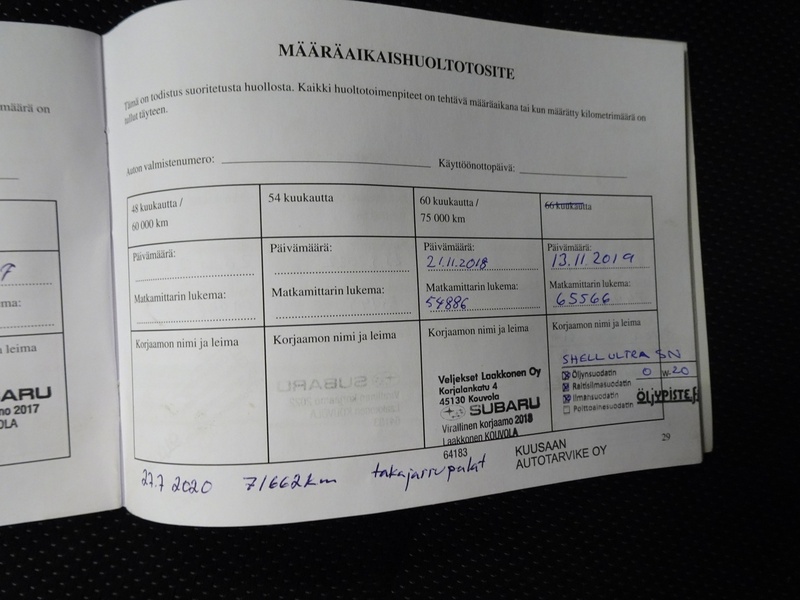 määrä on
7
ma:
a leima
ARU
mo 2017
OLA
MÄÄRÄAIKAISHUOLTOTOSITE
Tämä on todistus suoritetusta huollosta. Kaikki huoltotoimenpiteet on tehtävä määräaikana tai kun määrätty kilometrimäärä on
tullut täyteen.
Auton valmistenumero:
Käyttöönottopäivä:
48 kuukautta /
60 000 km
Päivämäärä:
Matkamittarin lukema:
Korjaamon nimi ja leima
54 kuukautta
Päivämäärä:
Matkamittarin lukema:
Korjaamon nimi ja leima
SUBARU
60 kuukautta /
75 000 km
Päivämäärä:
21.11.2018
Matkamittarin lukema:
54886
Korjaamon nimi ja leima
Veljekset Laakkonen Oy
Korjalankatu 4
45130 Kouvola
SUBARU
Virallinen korjaamo 2018
Laakkonen KOUVOLA
64183
66 kuukautta
Päivämäärä:
13.11.2019
Matkamittarin lukema:
65566
Korjaamon nimi ja leima
SHELL ULTRA SN
Öljynsuodatin 0 W-20
Raitisilmasuodatin
Ilmansuodatin ÖLJYPISTE
Polttoainesuodatin
29
27.7 2020 71662km takajarrupalat
KUUSAAN
AUTOTARVIKE OY